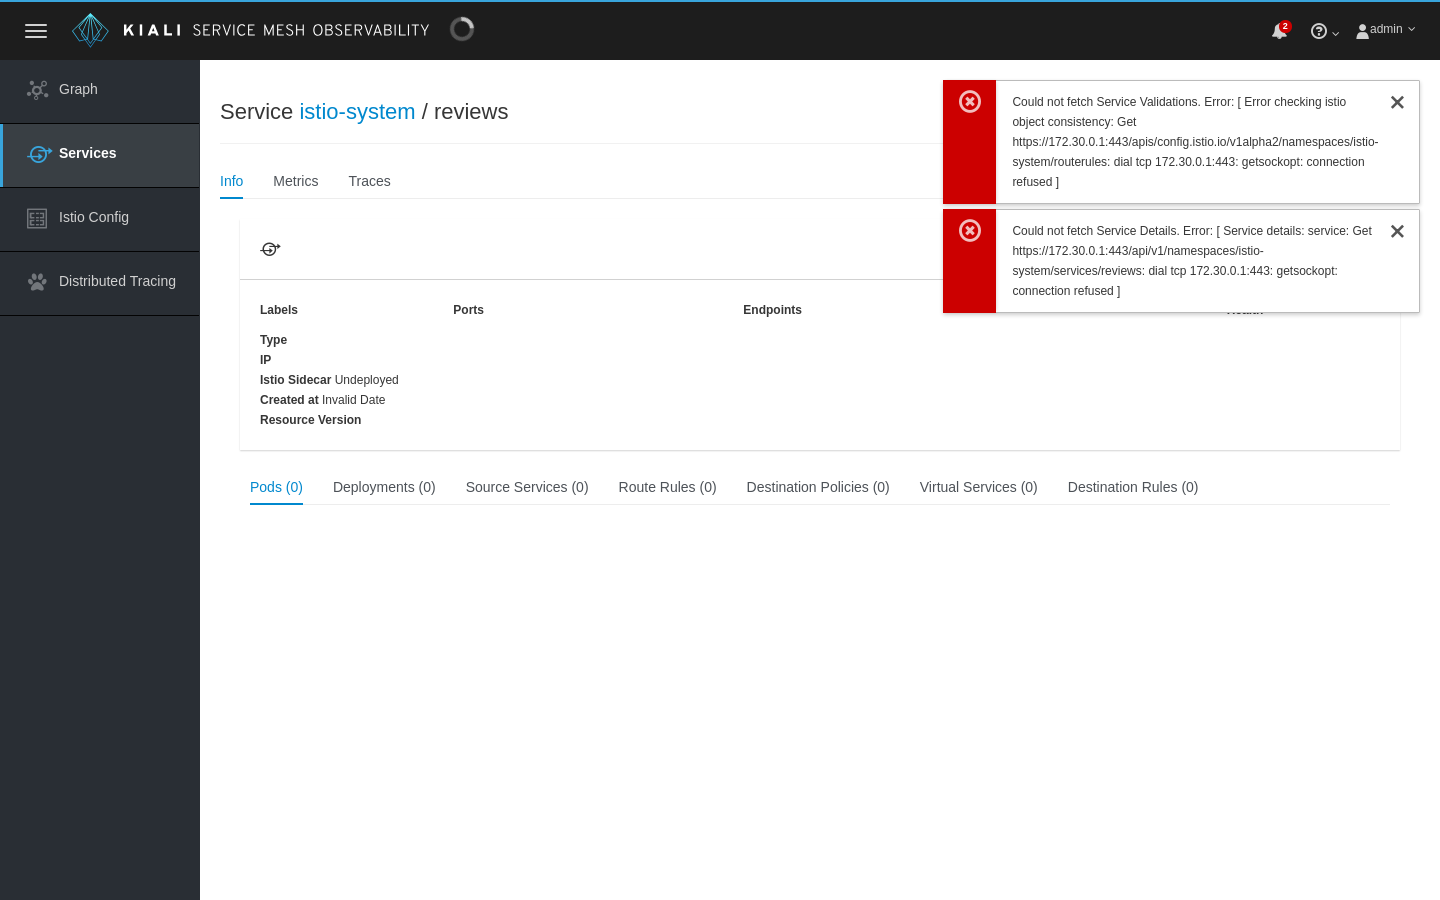 KIALI SERVICE MESH OBSERVABILITY
2
admin
Graph
Services
Istio Config
Distributed Tracing
Service istio-system / reviews
Info Metrics Traces
Could not fetch Service Validations. Error: [ Error checking istio
object consistency: Get
https://172.30.0.1:443/apis/config.istio.io/v1alpha2/namespaces/istio-
system/routerules: dial tcp 172.30.0.1:443: getsockopt: connection
refused ]
Could not fetch Service Details. Error: [ Service details: service: Get
https://172.30.0.1:443/api/v1/namespaces/istio-
system/services/reviews: dial tcp 172.30.0.1:443: getsockopt:
connection refused ]
Labels Ports Endpoints
Type
IP
Istio Sidecar Undeployed
Created at Invalid Date
Resource Version
Pods (0) Deployments (0) Source Services (0) Route Rules (0) Destination Policies (0) Virtual Services (0) Destination Rules (0)